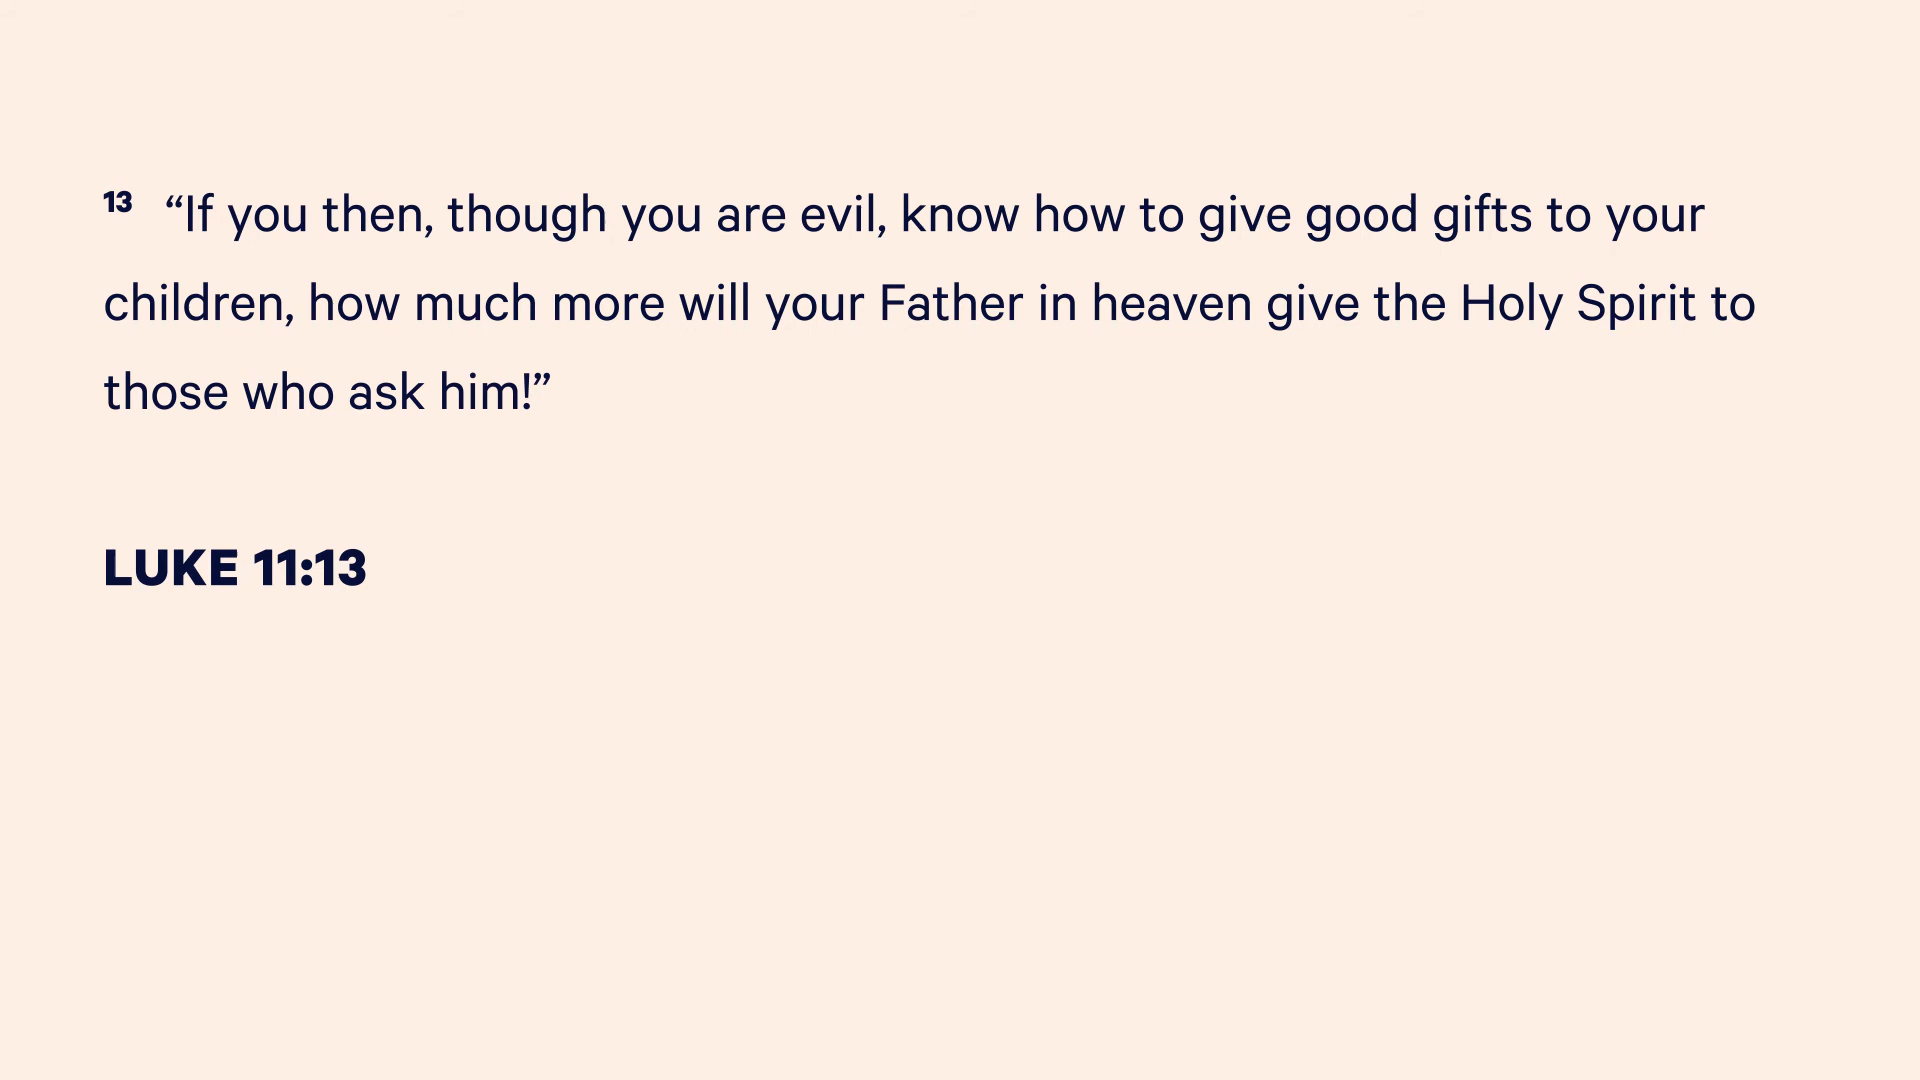 13 “If you then, though you are evil, know how to give good gifts to your
children, how much more will your Father in heaven give the Holy Spirit to
those who ask him!”
LUKE 11:13